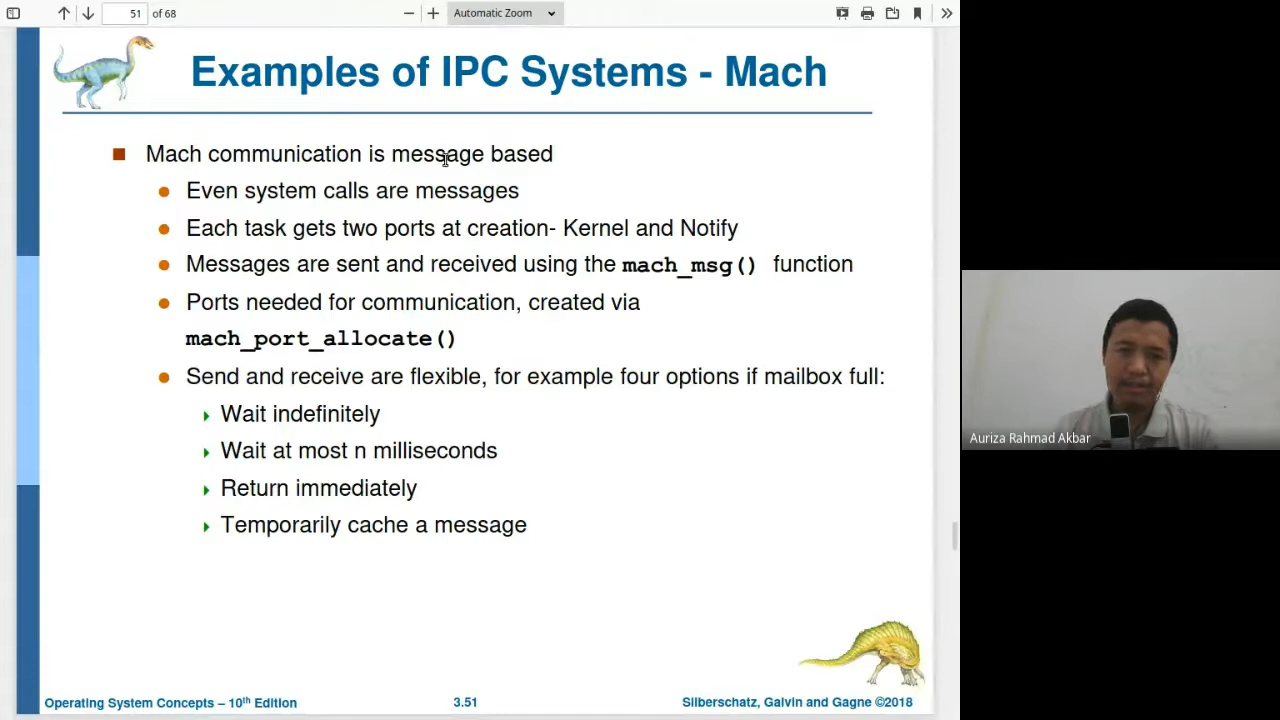 51 of 68
Automatic Zoom
Examples of IPC Systems - Mach
Mach communication is message based
Even system calls are messages
Each task gets two ports at creation- Kernel and Notify
Messages are sent and received using the mach_msg() function
Ports needed for communication, created via
mach_port_allocate()
Send and receive are flexible, for example four options if mailbox full:
Wait indefinitely
Wait at most n milliseconds
Return immediately
Temporarily cache a message
Auriza Rahmad Akbar
Operating System Concepts – 10th Edition
3.51
Silberschatz, Galvin and Gagne ©2018